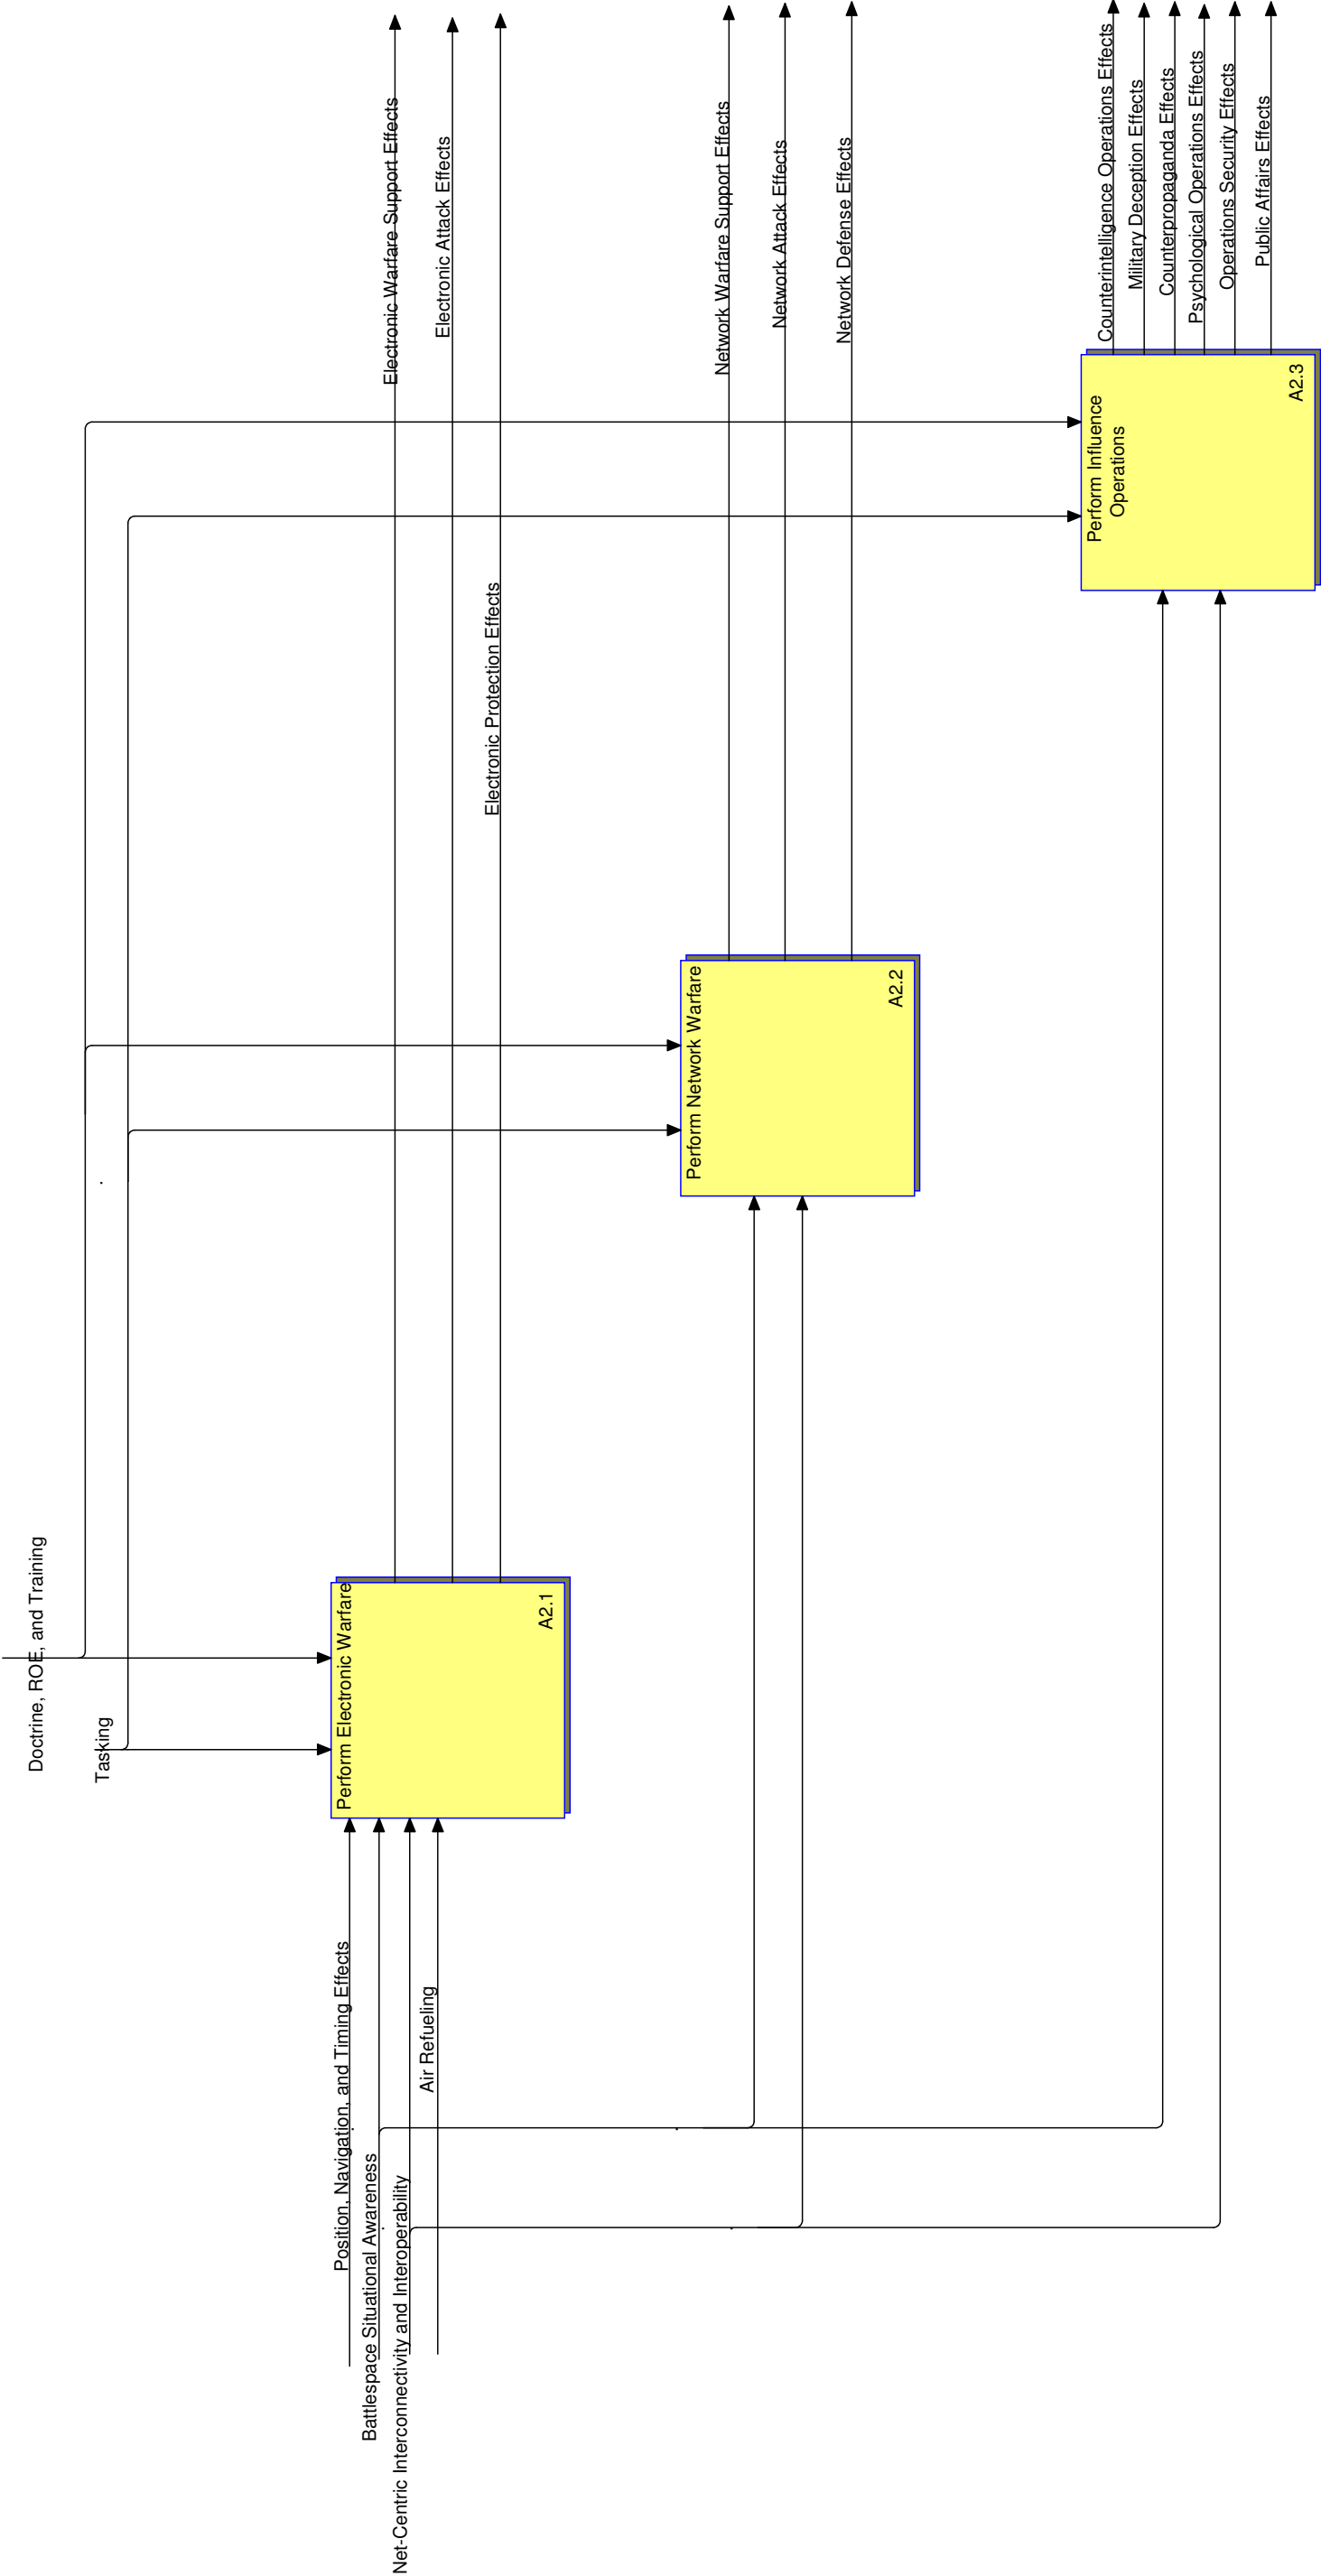 Doctrine, ROE, and Training
Tasking
Position, Navigation, and Timing Effects
Battlespace Situational Awareness
Net-Centric Interconnectivity and Interoperability
Air Refueling
Perform Electronic Warfare
A2.1
Electronic Warfare Support Effects
Electronic Attack Effects
Electronic Protection Effects
Perform Network Warfare
A2.2
Network Warfare Support Effects
Network Attack Effects
Network Defense Effects
Perform Influence
Operations
A2.3
Counterintelligence Operations Effects
Military Deception Effects
Counterpropaganda Effects
Psychological Operations Effects
Operations Security Effects
Public Affairs Effects